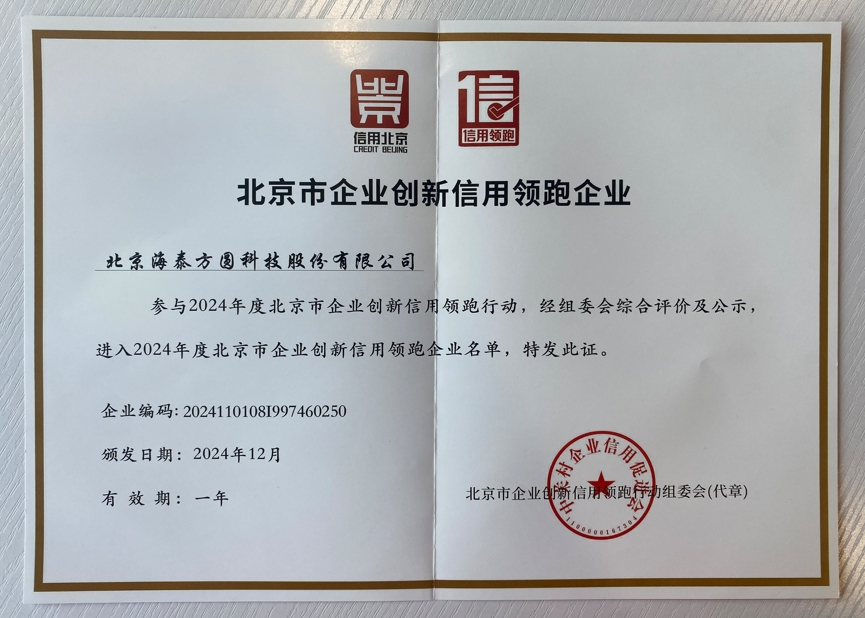 信用北京
CREDIT BEIJING
信
信用领跑
北京市企业创新信用领跑企业
北京海泰方圆科技股份有限公司
参与2024年度北京市企业创新信用领跑行动，经组委会综合评价及公示，
进入2024年度北京市企业创新信用领跑企业名单，特发此证。
企业编码: 2024110108I997460250
颁发日期：2024年12月
有 效 期：一年
北京市企业创新信用领跑行动组委会(代章)
中关村企业信用促进会